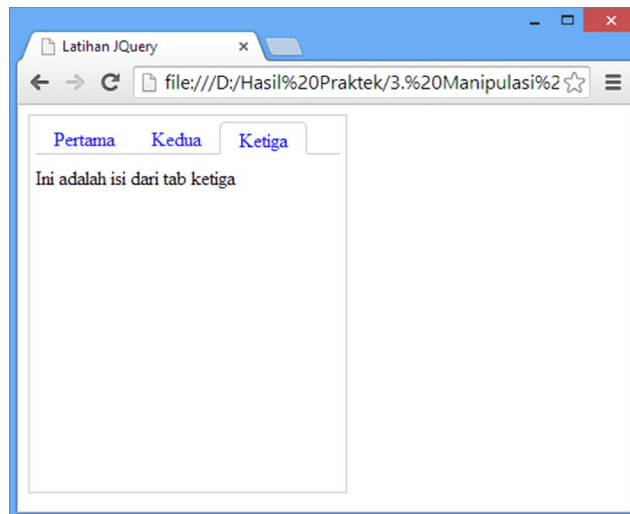 Latihan JQuery
file:///D:/Hasil%20Praktek/3.%20Manipulasi%2
Pertama Kedua Ketiga
Ini adalah isi dari tab ketiga